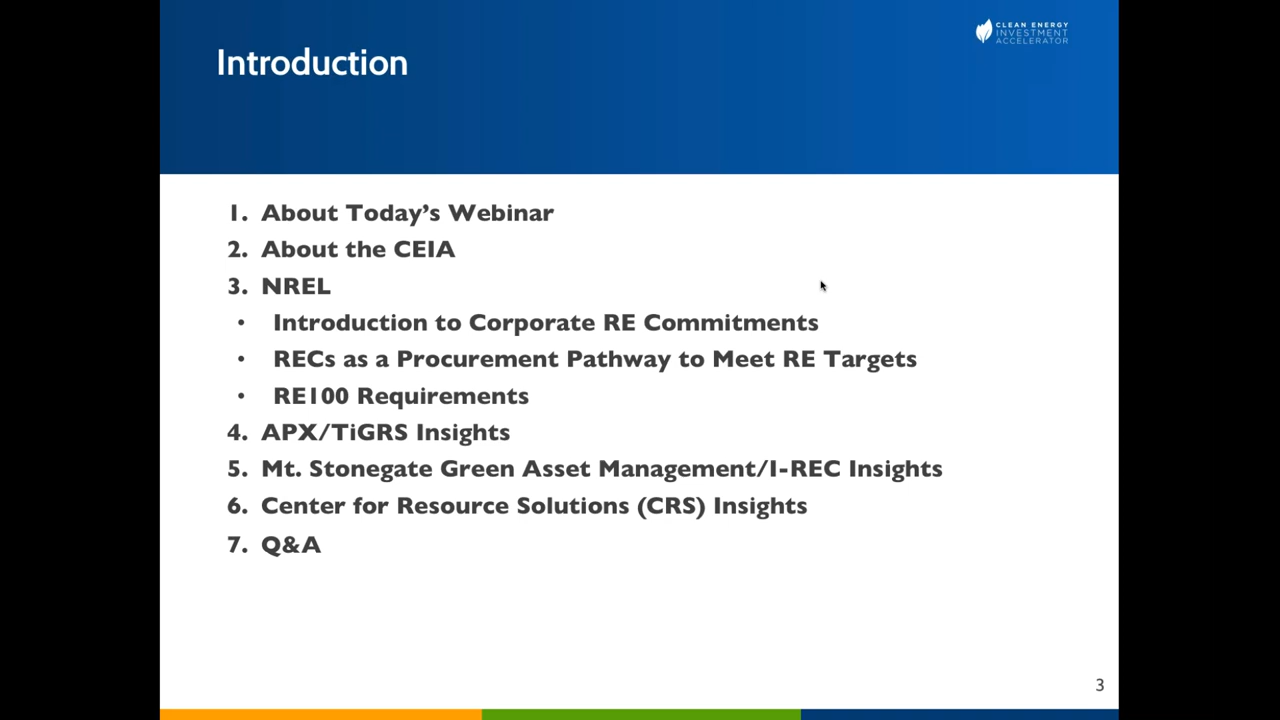 Introduction
CLEAN ENERGY
INVESTMENT
ACCELERATOR
1. About Today’s Webinar
2. About the CEIA
3. NREL
• Introduction to Corporate RE Commitments
• RECs as a Procurement Pathway to Meet RE Targets
• RE100 Requirements
4. APX/TiGRS Insights
5. Mt. Stonegate Green Asset Management/I-REC Insights
6. Center for Resource Solutions (CRS) Insights
7. Q&A
3